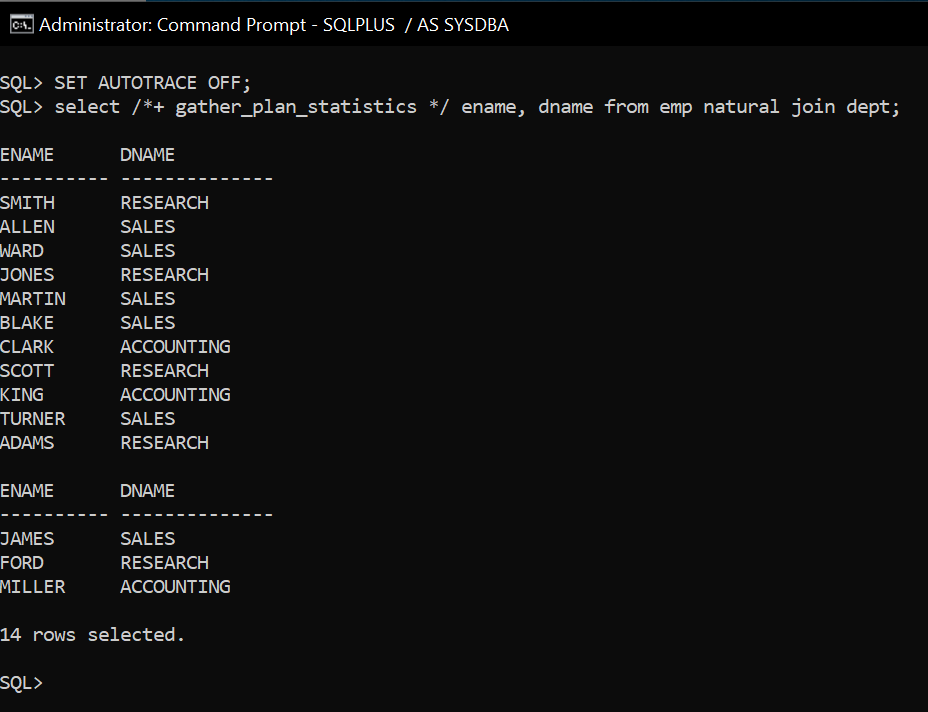 Administrator: Command Prompt - SQLPLUS  / AS SYSDBA
SQL> SET AUTOTRACE OFF;
SQL> select /*+ gather_plan_statistics */ ename, dname from emp natural join dept;
ENAME      DNAME
---------- --------------
SMITH      RESEARCH
ALLEN      SALES
WARD       SALES
JONES      RESEARCH
MARTIN     SALES
BLAKE      SALES
CLARK      ACCOUNTING
SCOTT      RESEARCH
KING       ACCOUNTING
TURNER     SALES
ADAMS      RESEARCH
ENAME      DNAME
---------- --------------
JAMES      SALES
FORD       RESEARCH
MILLER     ACCOUNTING
14 rows selected.
SQL>